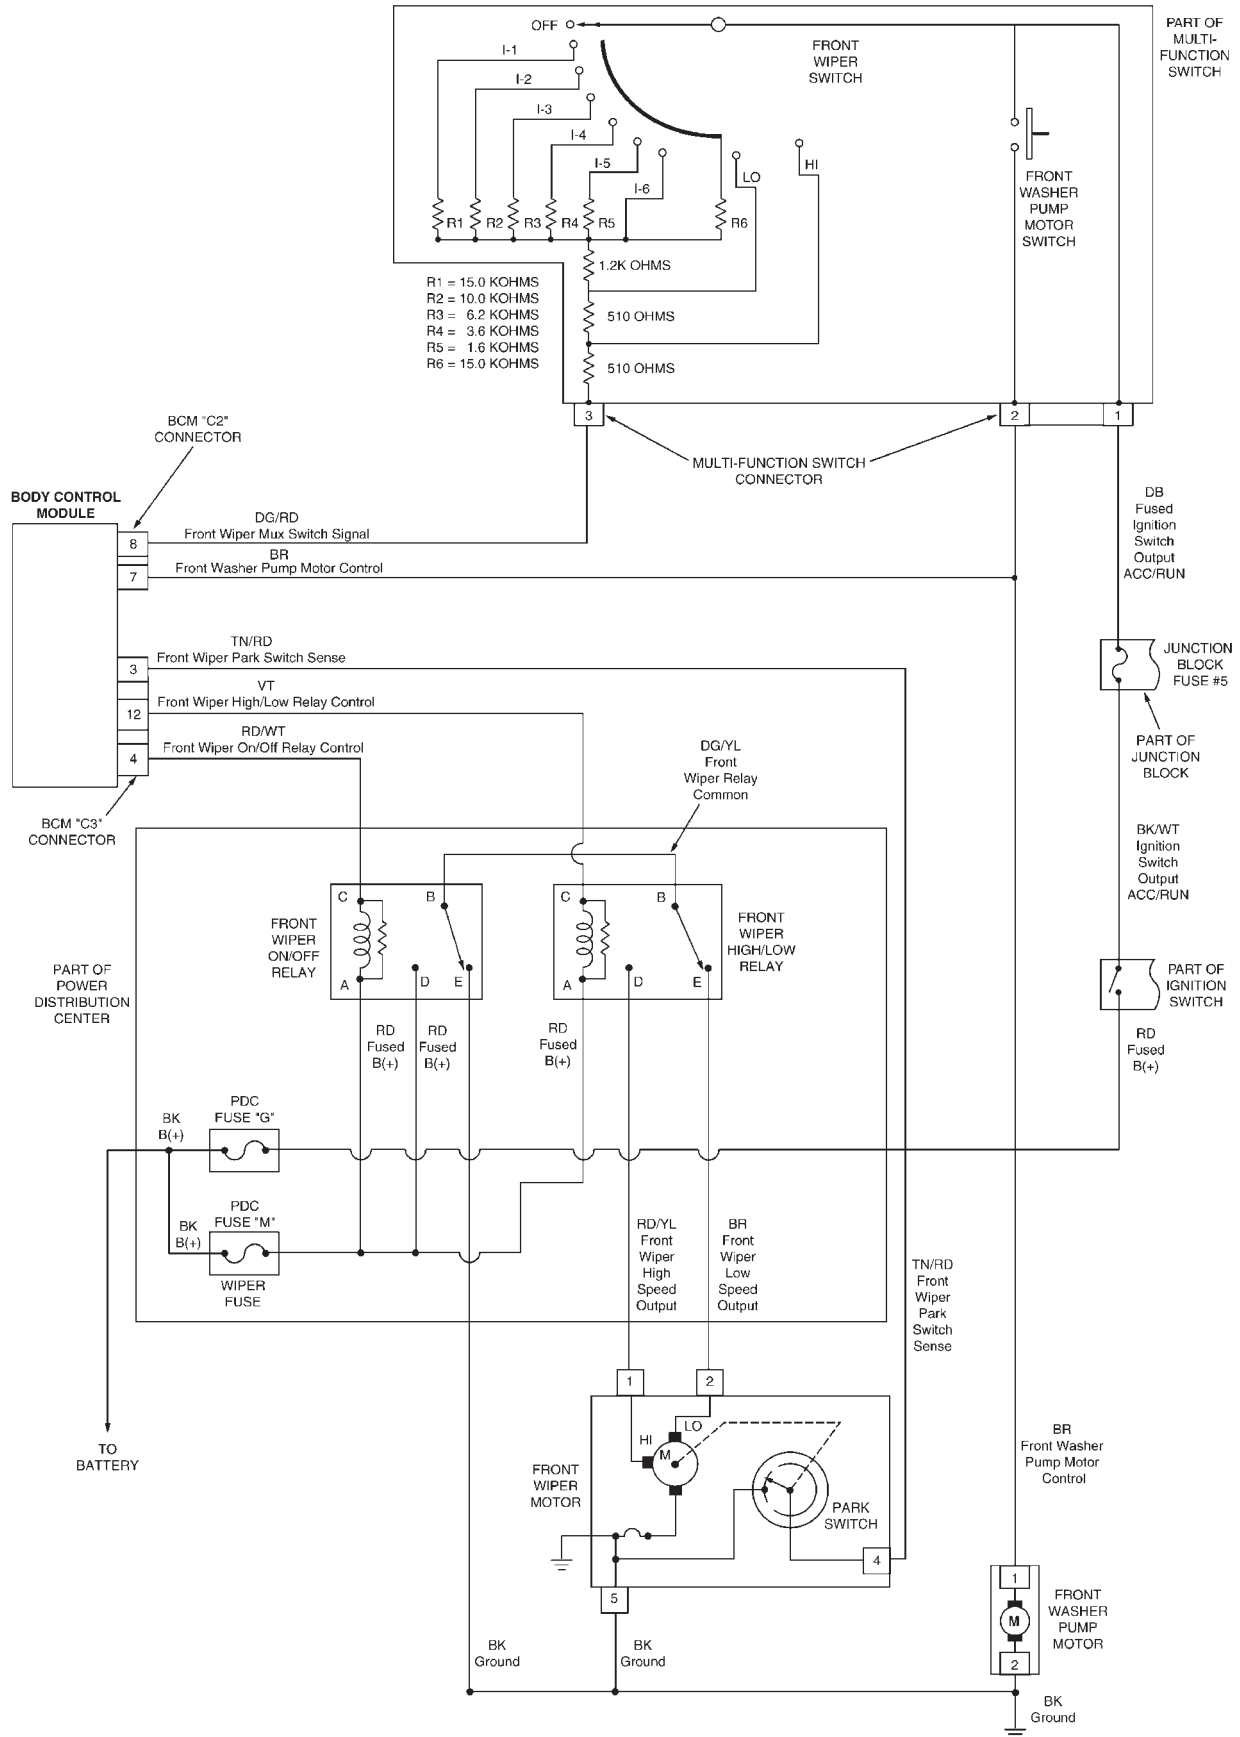 OFF
FRONT
WIPER
SWITCH
PART OF
MULTI-
FUNCTION
SWITCH
I-1
I-2
I-3
I-4
I-5
I-6
LO
HI
R1
R2
R3
R4
R5
R6
FRONT
WASHER
PUMP
MOTOR
SWITCH
1.2K OHMS
510 OHMS
510 OHMS
R1 = 15.0 KOHMS
R2 = 10.0 KOHMS
R3 = 6.2 KOHMS
R4 = 3.6 KOHMS
R5 = 1.6 KOHMS
R6 = 15.0 KOHMS
3
2
1
MULTI-FUNCTION SWITCH
CONNECTOR
BCM "C2"
CONNECTOR
BODY CONTROL
MODULE
8
DG/RD
Front Wiper Mux Switch Signal
7
BR
Front Washer Pump Motor Control
3
TN/RD
Front Wiper Park Switch Sense
12
VT
Front Wiper High/Low Relay Control
4
RD/WT
Front Wiper On/Off Relay Control
BCM "C3"
CONNECTOR
DB
Fused
Ignition
Switch
Output
ACC/RUN
JUNCTION
BLOCK
FUSE #5
PART OF
JUNCTION
BLOCK
BK/WT
Ignition
Switch
Output
ACC/RUN
PART OF
IGNITION
SWITCH
RD
Fused
B(+)
DG/YL
Front
Wiper Relay
Common
FRONT
WIPER
ON/OFF
RELAY
C
B
A
D
E
C
B
A
D
E
FRONT
WIPER
HIGH/LOW
RELAY
PART OF
POWER
DISTRIBUTION
CENTER
RD
Fused
B(+)
RD
Fused
B(+)
RD
Fused
B(+)
PDC
FUSE "G"
BK
B(+)
PDC
FUSE "M"
BK
B(+)
WIPER
FUSE
RD/YL
Front
Wiper
High
Speed
Output
BR
Front
Wiper
Low
Speed
Output
TN/RD
Front
Wiper
Park
Switch
Sense
TO
BATTERY
1
2
HI
LO
M
FRONT
WIPER
MOTOR
PARK
SWITCH
4
5
BR
Front Washer
Pump Motor
Control
1
M
2
FRONT
WASHER
PUMP
MOTOR
BK
Ground
BK
Ground
BK
Ground